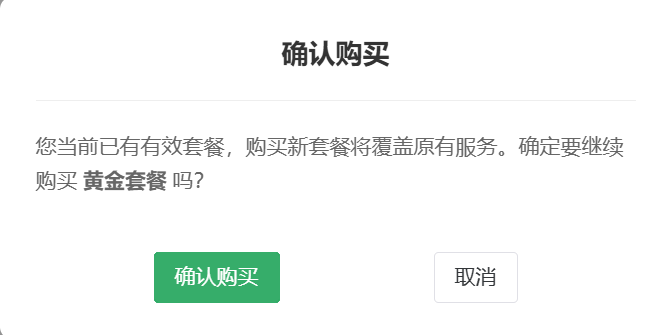 确认购买
您当前已有有效套餐，购买新套餐将覆盖原有服务。确定要继续
购买 黄金套餐 吗？
确认购买
取消